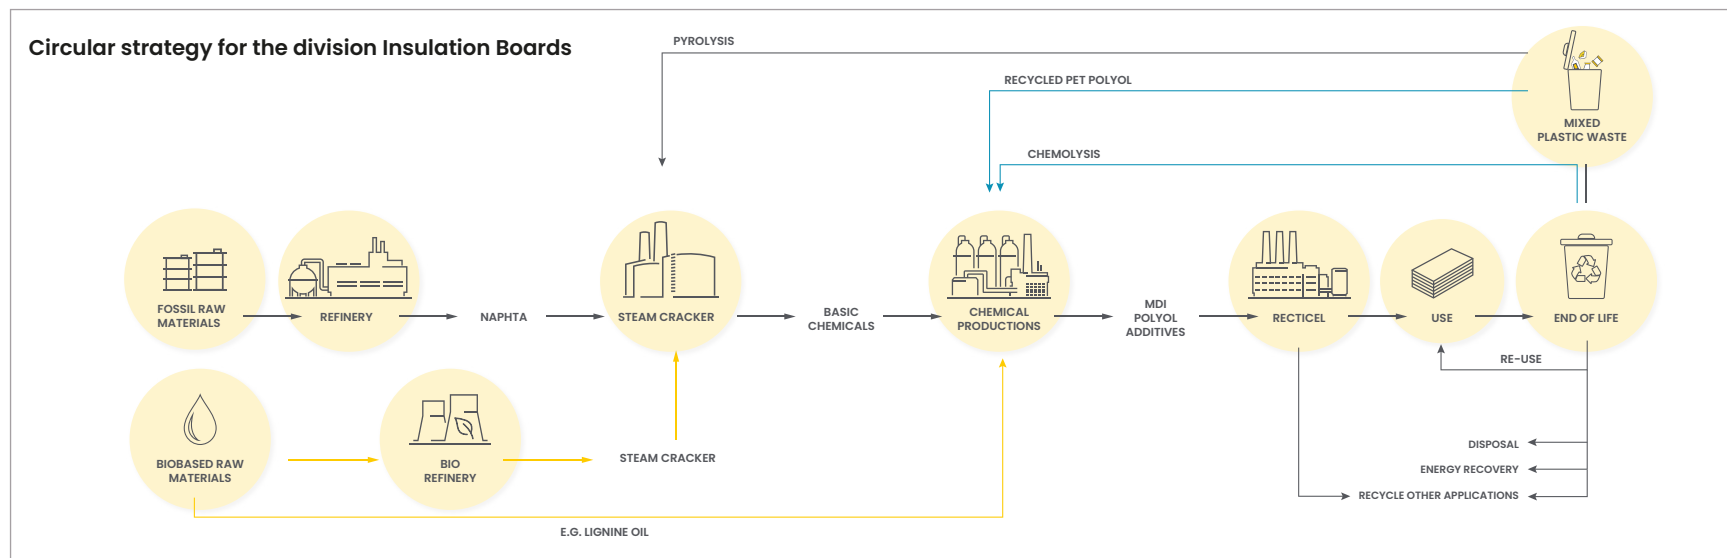 Circular strategy for the division Insulation Boards
PYROLYSIS
RECYCLED PET POLYOL
MIXED
PLASTIC WASTE
CHEMOLYSIS
FOSSIL RAW
MATERIALS
REFINERY
NAPHTA
STEAM CRACKER
BASIC
CHEMICALS
CHEMICAL
PRODUCTIONS
MDI
POLYOL
ADDITIVES
RECTICEL
USE
END OF LIFE
RE-USE
BIOBASED RAW
MATERIALS
BIO
REFINERY
STEAM CRACKER
DISPOSAL
ENERGY RECOVERY
RECYCLE OTHER APPLICATIONS
E.G. LIGNINE OIL